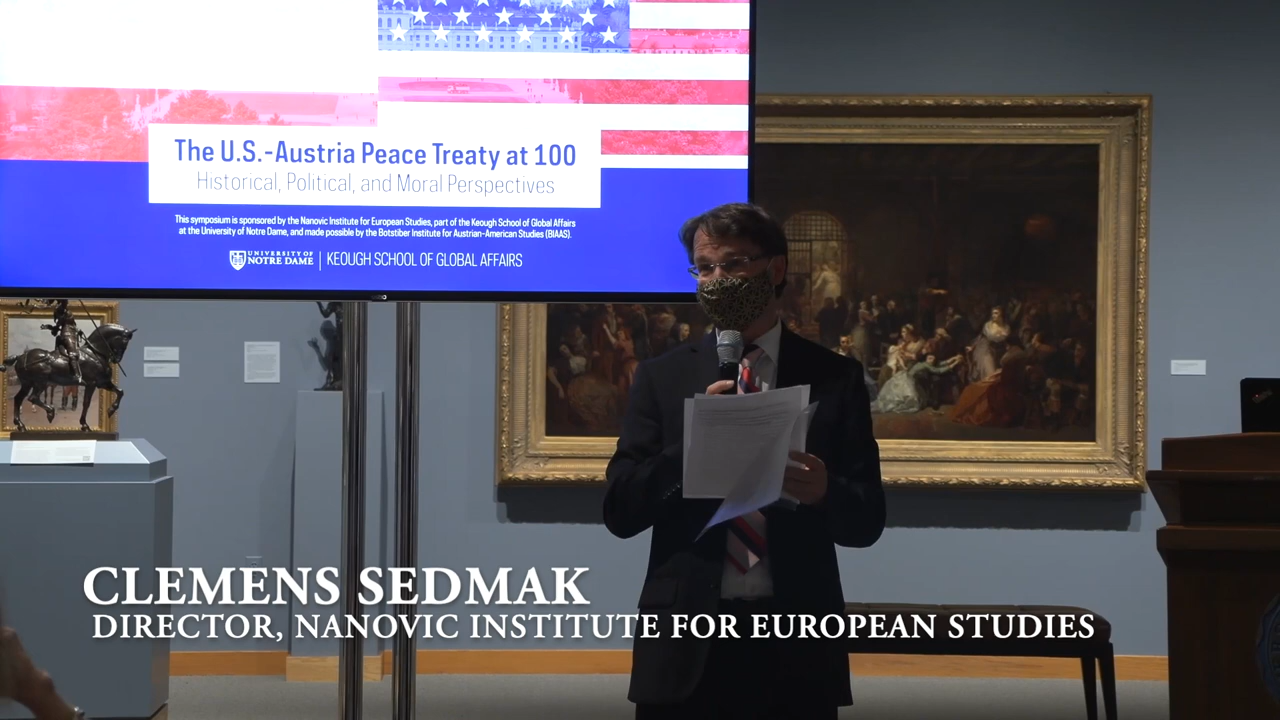 The U.S.-Austria Peace Treaty at 100
Historical, Political, and Moral Perspectives
This symposium is sponsored by the Nanovic Institute for European Studies, part of the Keough School of Global Affairs
at the University of Notre Dame, and made possible by the Botstiber Institute for Austrian-American Studies (BIAAS).
UNIVERSITY OF
NOTRE DAME | KEOUGH SCHOOL OF GLOBAL AFFAIRS
CLEMENS SEDMAK
DIRECTOR, NANOVIC INSTITUTE FOR EUROPEAN STUDIES